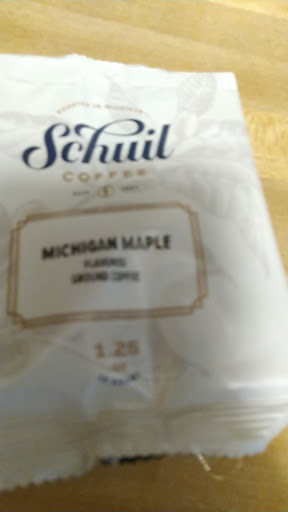 Schuil
COFFEE
MICHIGAN MAPLE
FLAVORED
GROUND COFFEE
1.25